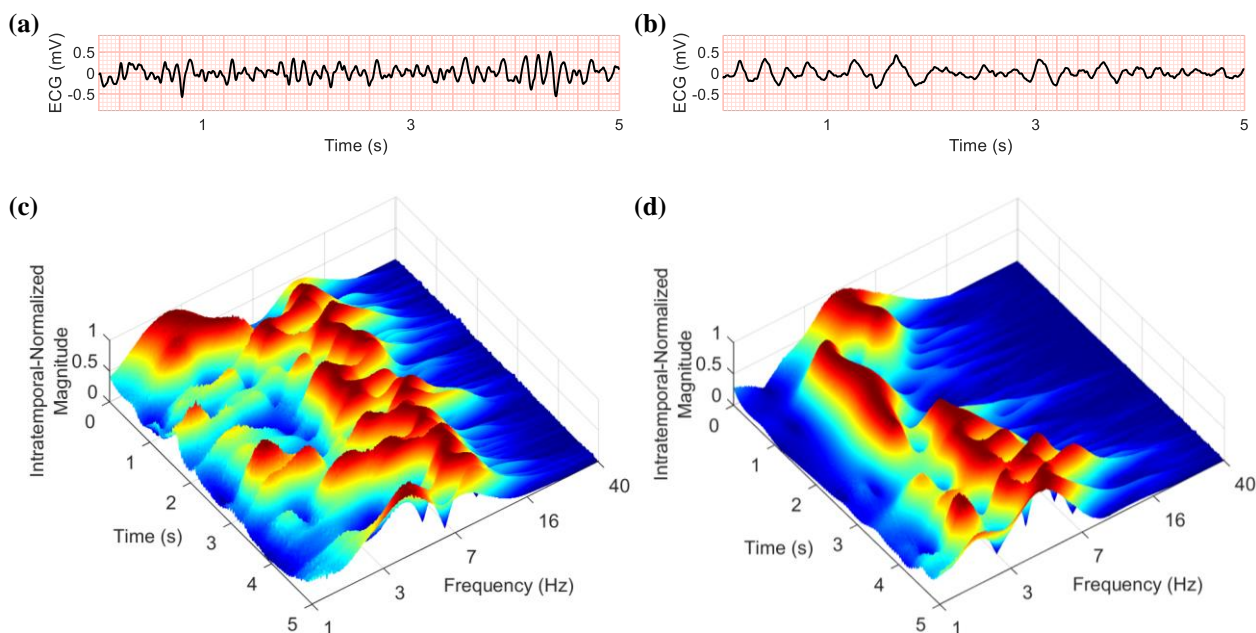 (a)
ECG (mV)
0.5
0
-0.5
1
3
5
Time (s)
(b)
ECG (mV)
0.5
0
-0.5
1
3
5
Time (s)
(c)
Intratemporal-Normalized
Magnitude
1
0.5
0
0
1
2
3
4
5
Time (s)
1
3
7
16
40
Frequency (Hz)
(d)
Intratemporal-Normalized
Magnitude
1
0.5
0
0
1
2
3
4
5
Time (s)
1
3
7
16
40
Frequency (Hz)